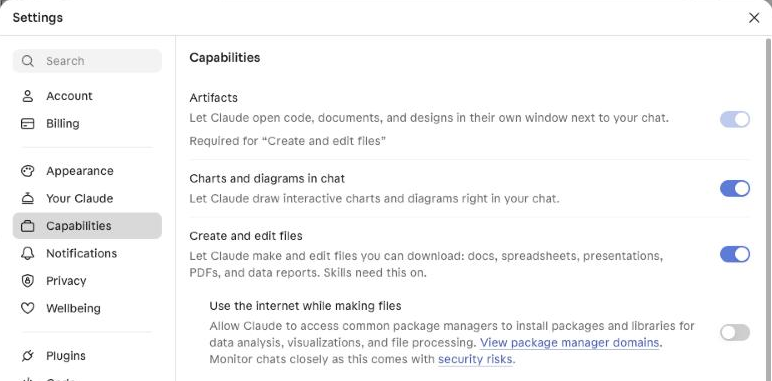 Settings
Search
Account
Billing
Appearance
Your Claude
Capabilities
Notifications
Privacy
Wellbeing
Plugins
Capabilities
Artifacts
Let Claude open code, documents, and designs in their own window next to your chat.
Required for “Create and edit files”
Charts and diagrams in chat
Let Claude draw interactive charts and diagrams right in your chat.
Create and edit files
Let Claude make and edit files you can download: docs, spreadsheets, presentations,
PDFs, and data reports. Skills need this on.
Use the internet while making files
Allow Claude to access common package managers to install packages and libraries for
data analysis, visualizations, and file processing. View package manager domains.
Monitor chats closely as this comes with security risks.